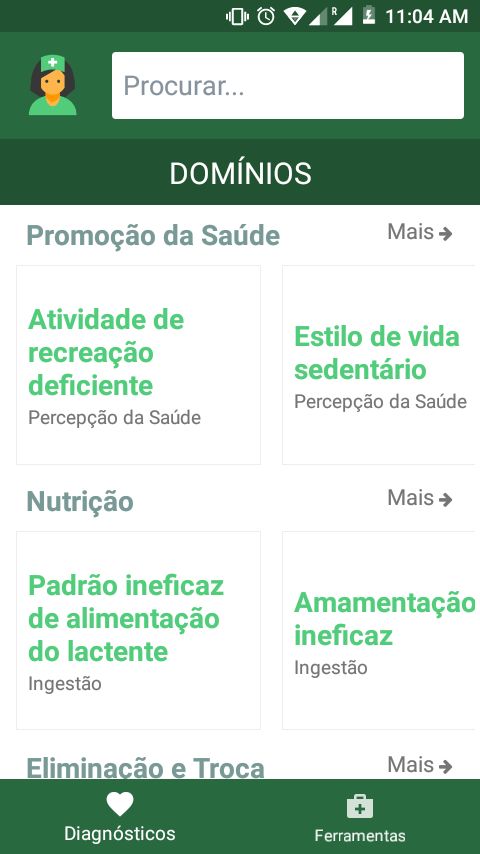 R
11:04 AM
Procurar...
DOMÍNIOS
Promoção da Saúde
Mais
Atividade de
recreação
deficiente
Percepção da Saúde
Estilo de vida
sedentário
Percepção da Saúde
Nutrição
Mais
Padrão ineficaz
de alimentação
do lactente
Ingestão
Amamentação
ineficaz
Ingestão
Eliminação e Troca
Mais
Diagnósticos
Ferramentas